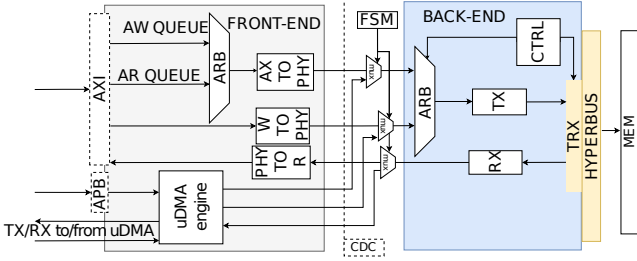 FRONT-END
FSM
BACK-END
AW QUEUE
AR QUEUE
AXI
ARB
AX
TO
PHY
mux
CTRL
ARB
TX
W
TO
PHY
mux
PHY
TO
R
mux
RX
TRX
HYPERBUS
MEM
APB
uDMA
engine
TX/RX to/from uDMA
CDC